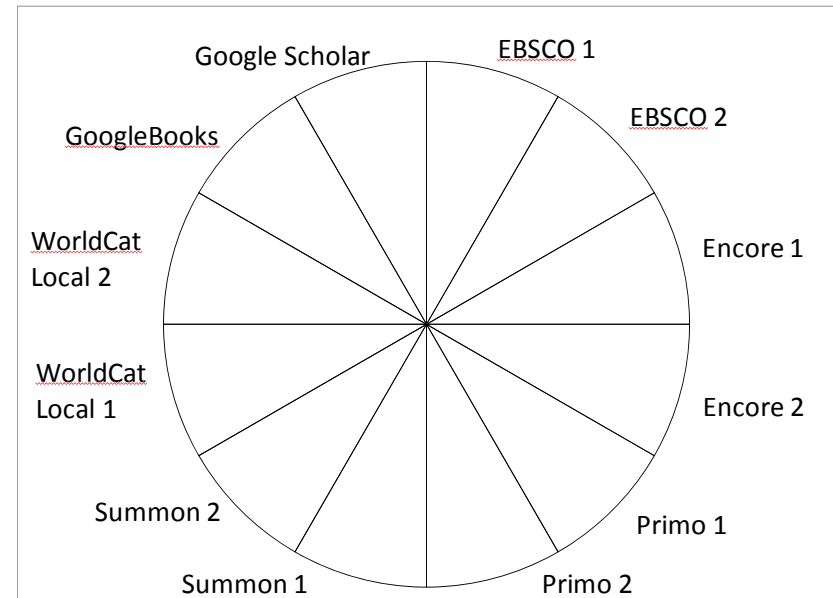 Google Scholar
EBSCO 1
EBSCO 2
GoogleBooks
WorldCat
Local 2
Encore 1
WorldCat
Local 1
Encore 2
Summon 2
Primo 1
Summon 1
Primo 2